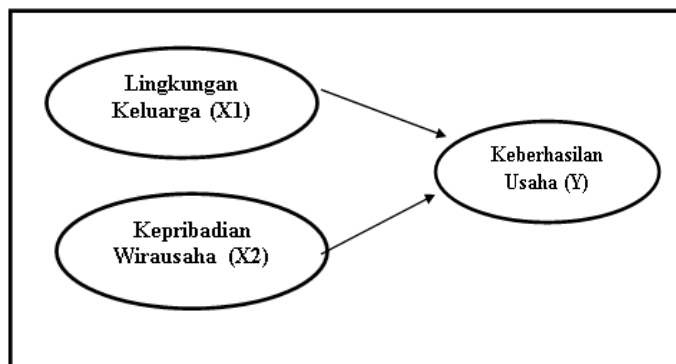 Lingkungan
Keluarga (X1)
Keberhasilan
Usaha (Y)
Kepribadian
Wirausaha (X2)